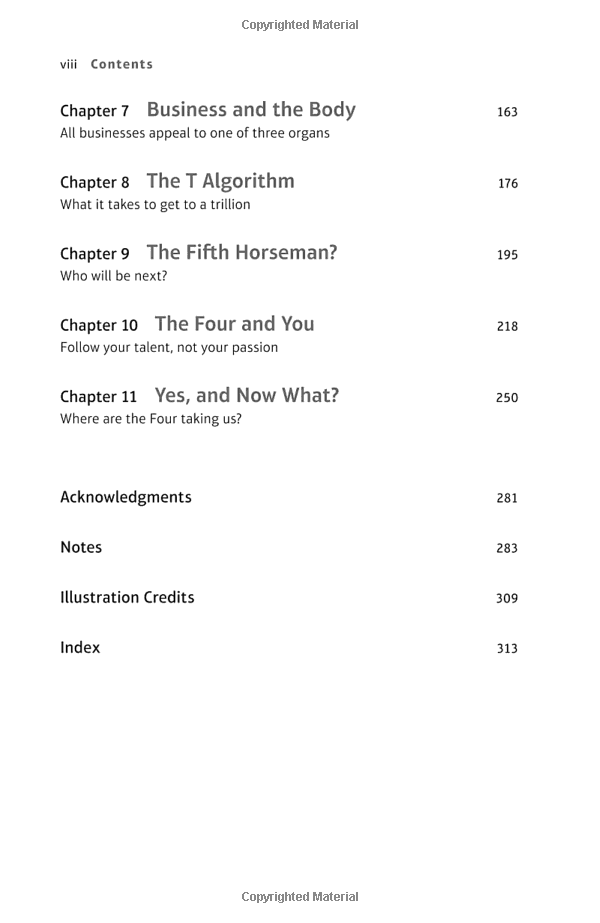 Copyrighted Material
viii Contents
Chapter 7 Business and the Body 163
All businesses appeal to one of three organs
Chapter 8 The T Algorithm 176
What it takes to get to a trillion
Chapter 9 The Fifth Horseman? 195
Who will be next?
Chapter 10 The Four and You 218
Follow your talent, not your passion
Chapter 11 Yes, and Now What? 250
Where are the Four taking us?
Acknowledgments 281
Notes 283
Illustration Credits 309
Index 313
Copyrighted Material